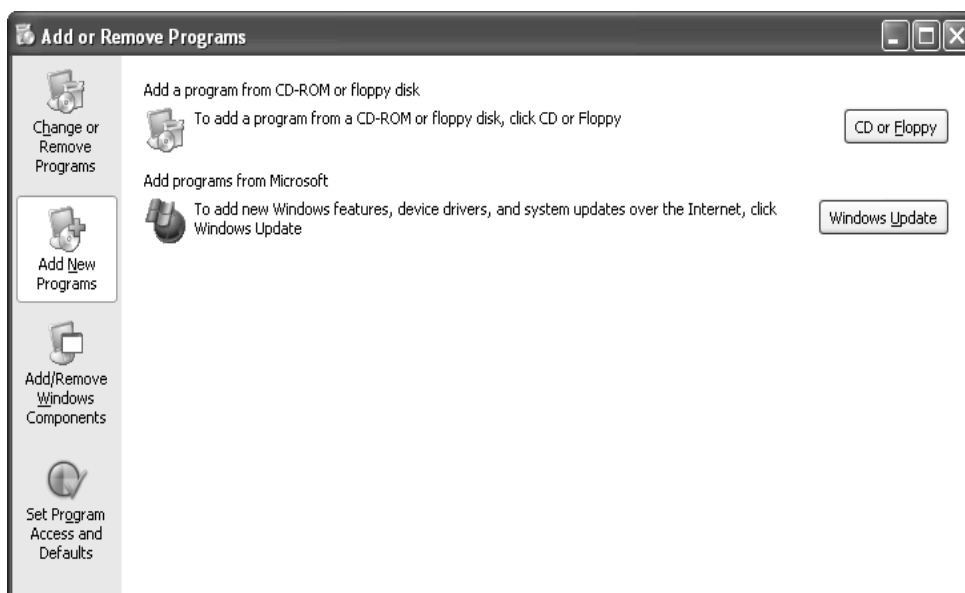 Add or Remove Programs
Change or
Remove
Programs
Add New
Programs
Add/Remove
Windows
Components
Set Program
Access and
Defaults
Add a program from CD-ROM or floppy disk
To add a program from a CD-ROM or floppy disk, click CD or Floppy
CD or Floppy
Add programs from Microsoft
To add new Windows features, device drivers, and system updates over the Internet, click
Windows Update
Windows Update